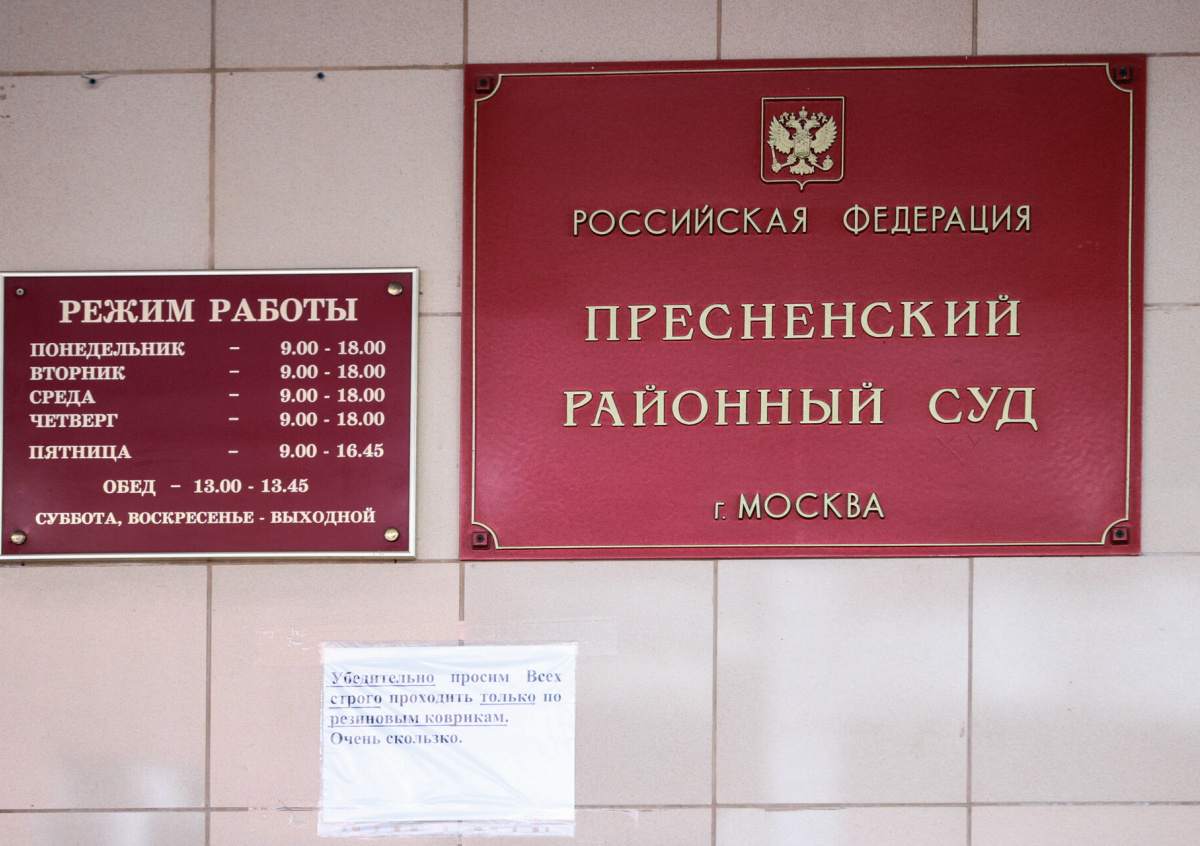 РОССИЙСКАЯ ФЕДЕРАЦИЯ
ПРЕСНЕНСКИЙ
РАЙОННЫЙ СУД
г. МОСКВА
РЕЖИМ РАБОТЫ
ПОНЕДЕЛЬНИК – 9.00 - 18.00
ВТОРНИК – 9.00 - 18.00
СРЕДА – 9.00 - 18.00
ЧЕТВЕРГ – 9.00 - 18.00
ПЯТНИЦА – 9.00 - 16.45
ОБЕД – 13.00 - 13.45
СУББОТА, ВОСКРЕСЕНЬЕ - ВЫХОДНОЙ
Убедительно просим Всех
строго проходить только по
резиновым коврикам.
Очень скользко.